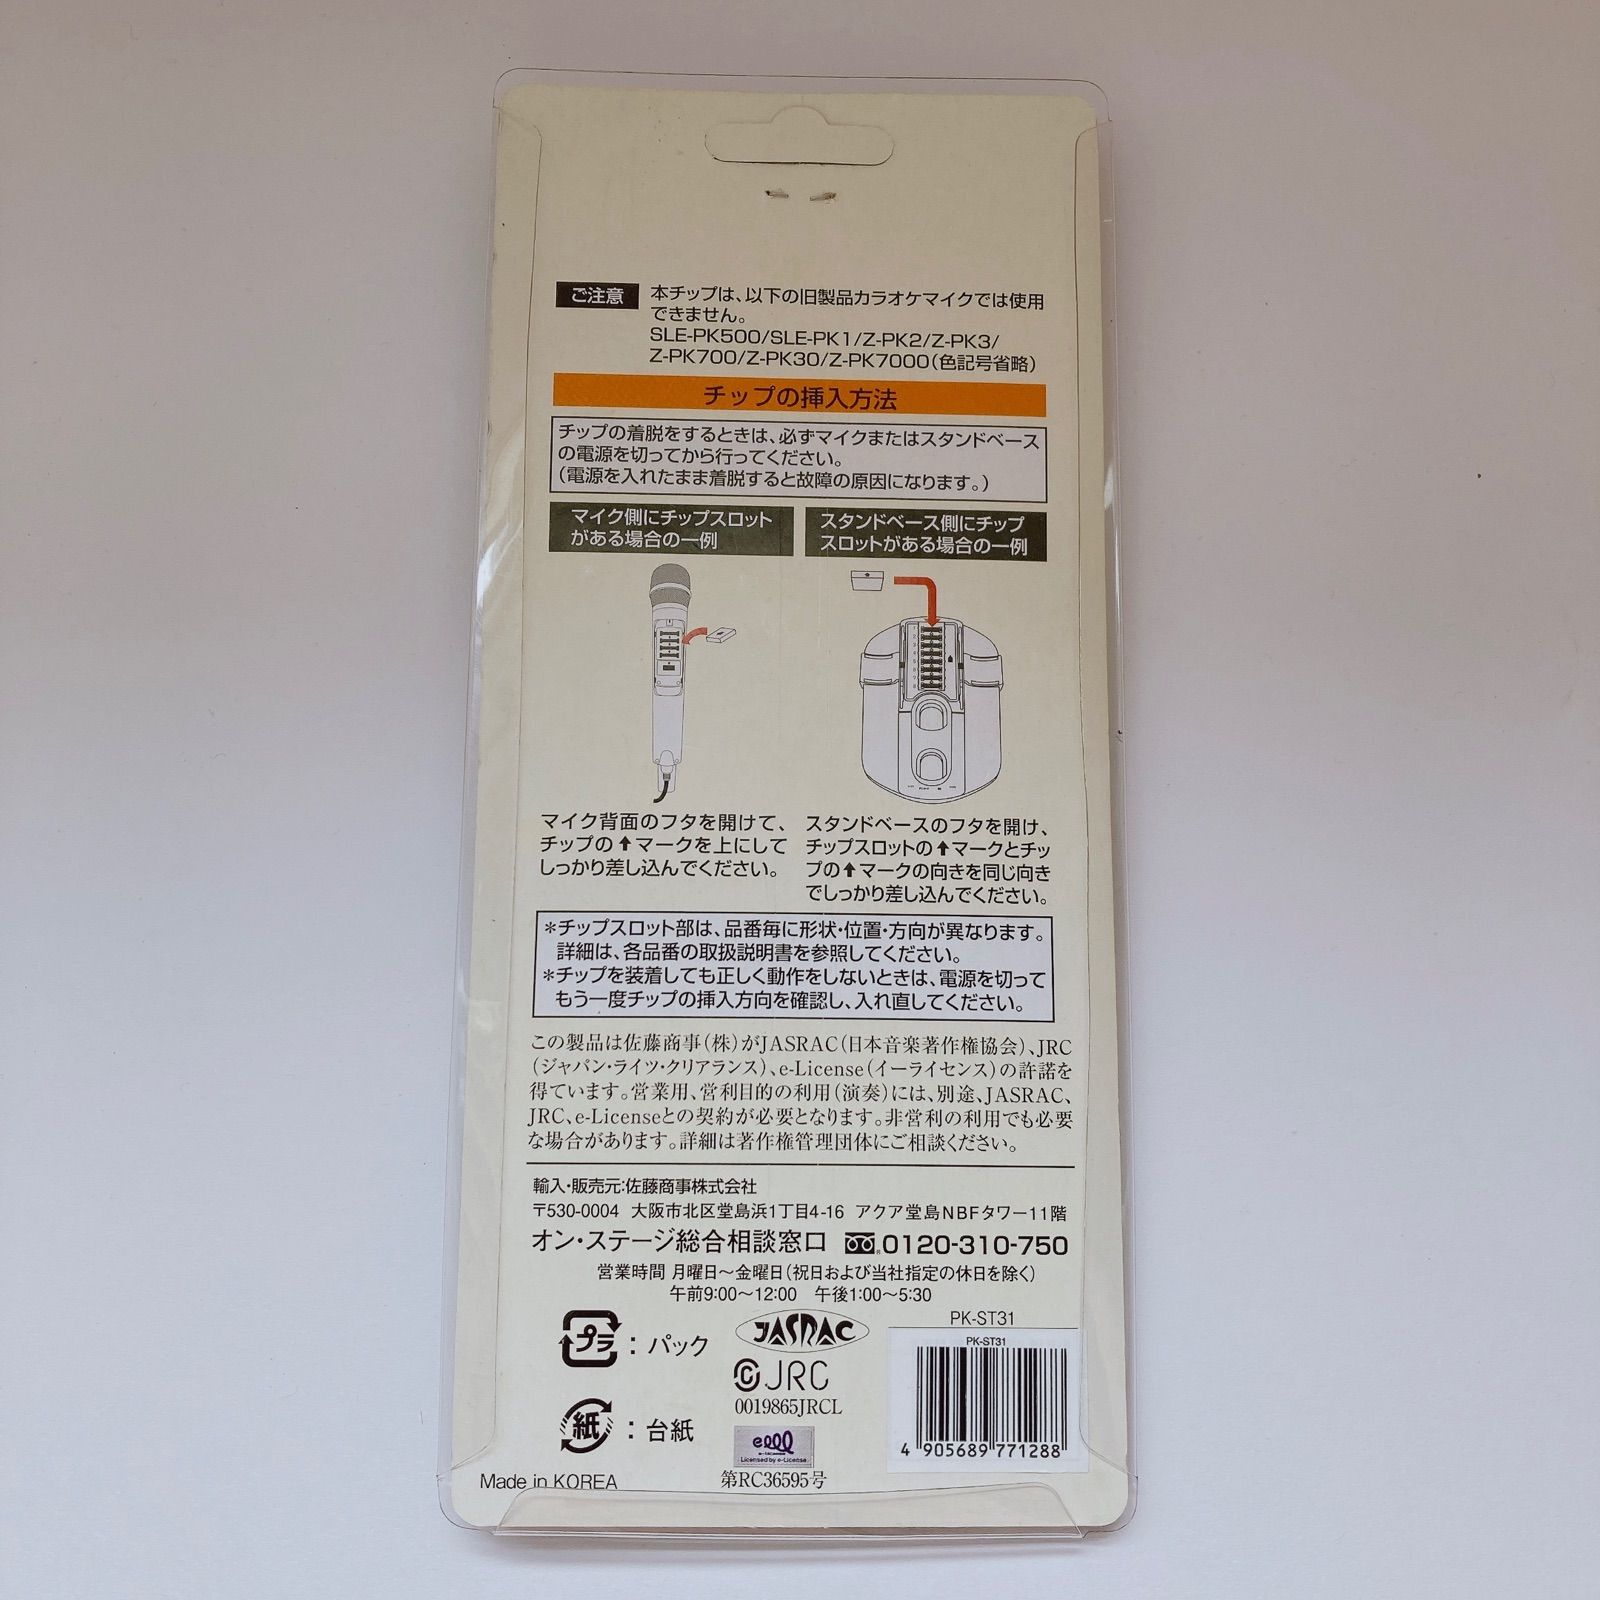 ご注意
本チップは、以下の旧製品カラオケマイクでは使用
できません。
SLE-PK500/SLE-PK1/Z-PK2/Z-PK3/
Z-PK700/Z-PK30/Z-PK7000(色記号省略)
チップの挿入方法
チップの着脱をするときは、必ずマイクまたはスタンドベース
の電源を切ってから行ってください。
(電源を入れたまま着脱すると故障の原因になります。)
マイク側にチップスロット
がある場合の一例
スタンドベース側にチップ
スロットがある場合の一例
マイク背面のフタを開けて、
チップの⬆マークを上にして
しっかり差し込んでください。
スタンドベースのフタを開け、
チップスロットの⬆マークとチッ
プの⬆マークの向きを同じ向き
でしっかり差し込んでください。
*チップスロット部は、品番毎に形状・位置・方向が異なります。
詳細は、各品番の取扱説明書を参照してください。
*チップを装着しても正しく動作をしないときは、電源を切って
もう一度チップの挿入方向を確認し、入れ直してください。
この製品は佐藤商事(株)がJASRAC(日本音楽著作権協会)、JRC
(ジャパン・ライツ・クリアランス)、e-License(イーライセンス)の許諾を
得ています。営業用、営利目的の利用(演奏)には、別途、JASRAC、
JRC、e-Licenseとの契約が必要となります。非営利の利用でも必要
な場合があります。詳細は著作権管理団体にご相談ください。
輸入・販売元:佐藤商事株式会社
〒530-0004 大阪市北区堂島浜1丁目4-16 アクア堂島NBFタワー11階
オン・ステージ総合相談窓口 0120-310-750
営業時間 月曜日〜金曜日(祝日および当社指定の休日を除く)
午前9:00〜12:00 午後1:00〜5:30
プラ : パック
紙 : 台紙
Made in KOREA
JASRAC
JRC
0019865JRCL
e-License
Licensed by e-License
第RC36595号
PK-ST31
PK-ST31
4 905689 771288